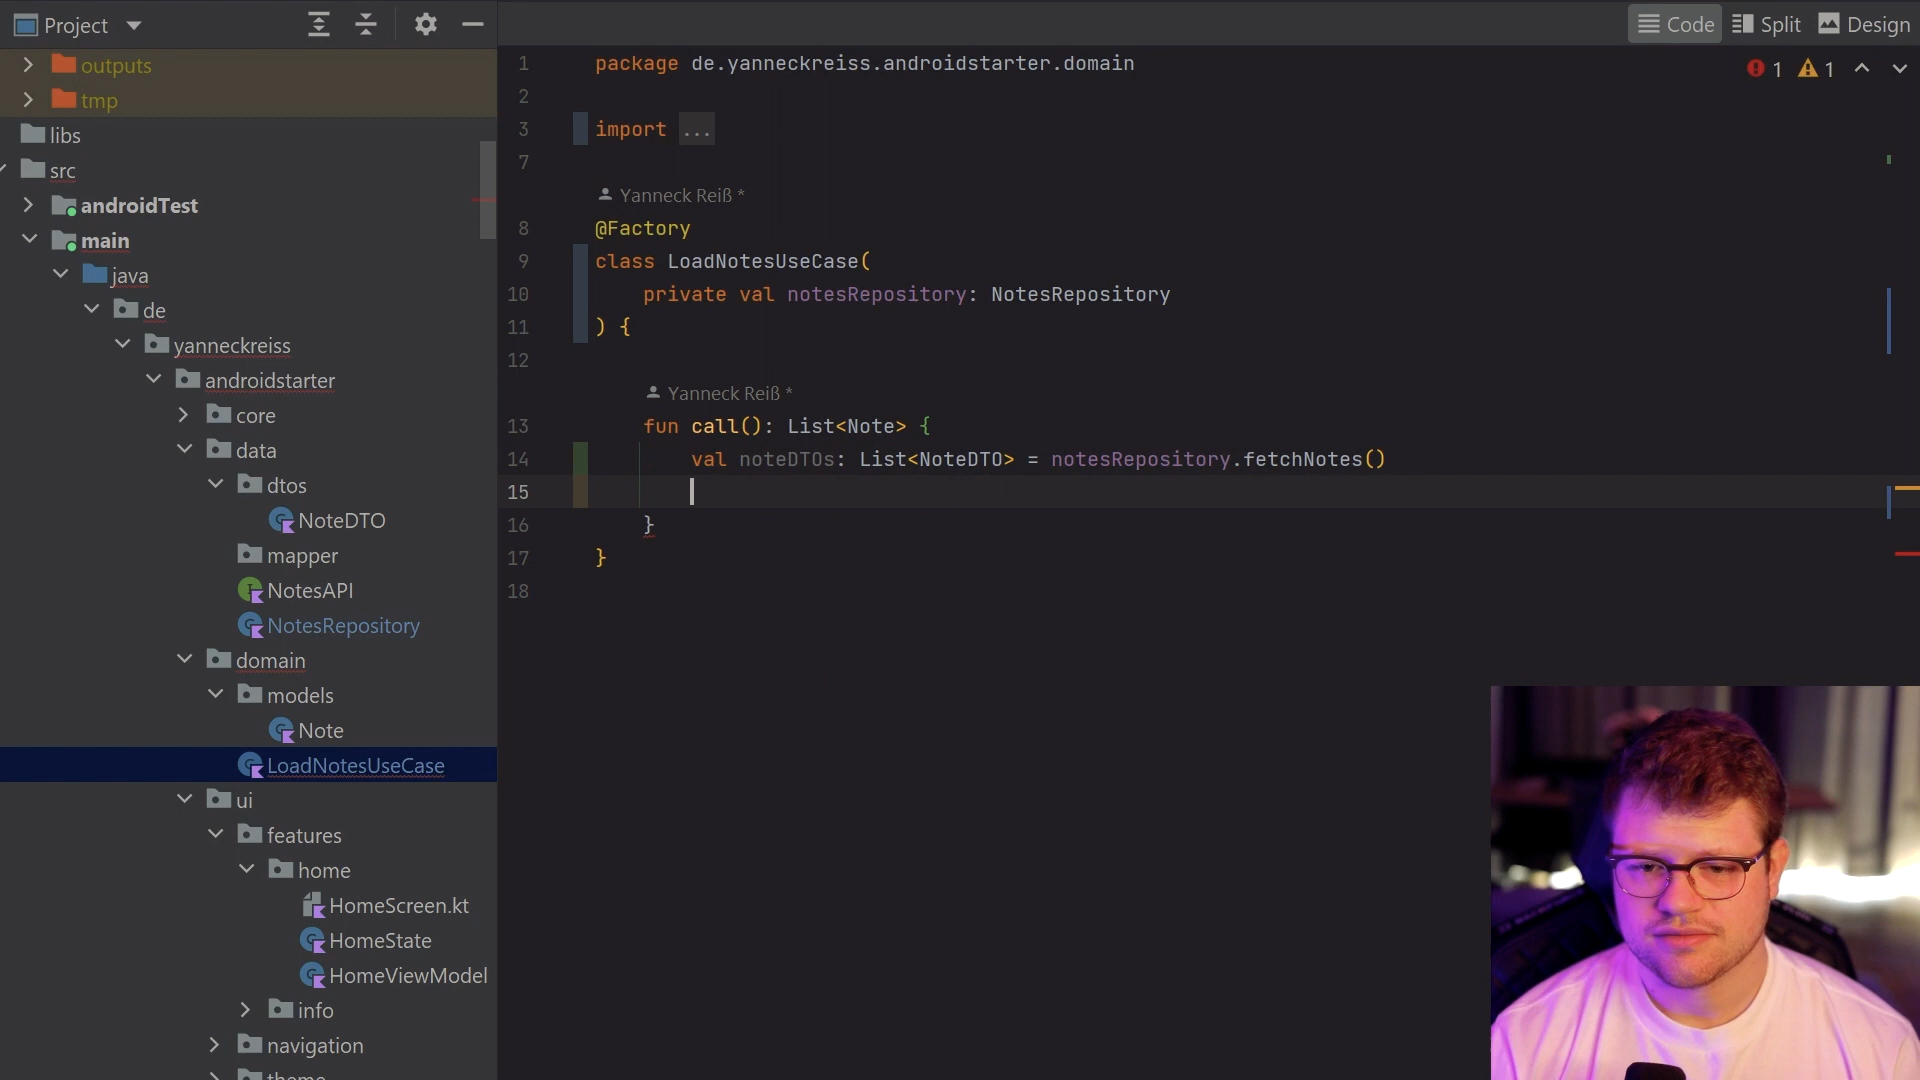 Project
outputs
tmp
libs
src
androidTest
main
java
de
yanneckreiss
androidstarter
core
data
dtos
NoteDTO
mapper
NotesAPI
NotesRepository
domain
models
Note
LoadNotesUseCase
ui
features
home
HomeScreen.kt
HomeState
HomeViewModel
info
navigation
theme
Code Split Design
1 1
1 package de.yanneckreiss.androidstarter.domain
2
3 import ...
7
Yanneck Reiß *
8 @Factory
9 class LoadNotesUseCase(
10 private val notesRepository: NotesRepository
11 ) {
12
Yanneck Reiß *
13 fun call(): List<Note> {
14 val noteDTOs: List<NoteDTO> = notesRepository.fetchNotes()
15
16 }
17 }
18